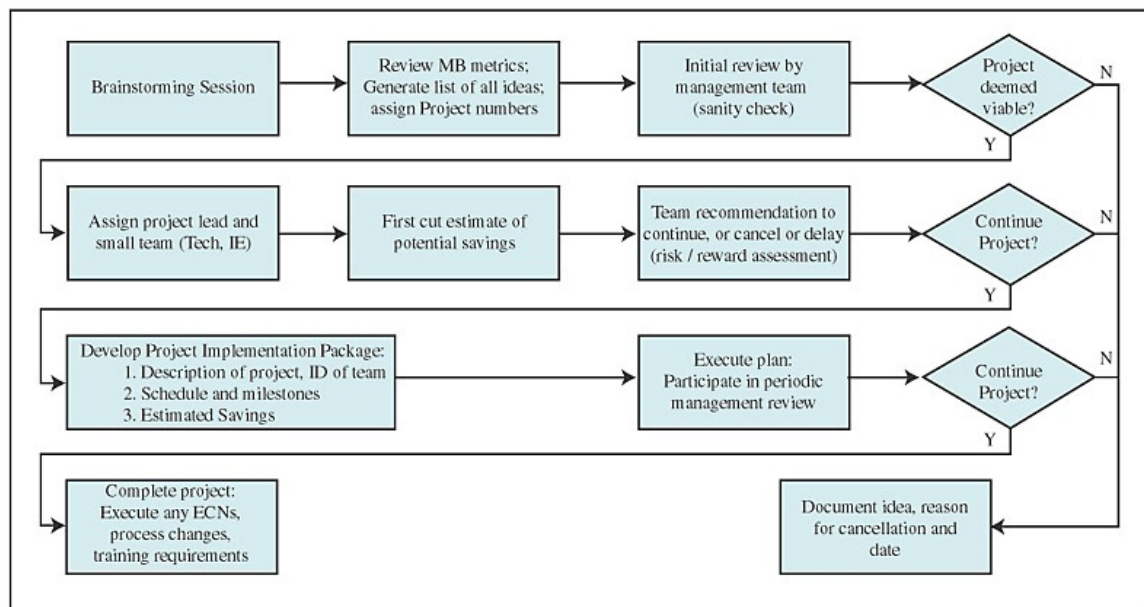 Brainstorming Session
Review MB metrics;
Generate list of all ideas;
assign Project numbers
Initial review by
management team
(sanity check)
Project
deemed
viable?
N
Y
Assign project lead and
small team (Tech, IE)
First cut estimate of
potential savings
Team recommendation to
continue, or cancel or delay
(risk / reward assessment)
Continue
Project?
N
Y
Develop Project Implementation Package:
1. Description of project, ID of team
2. Schedule and milestones
3. Estimated Savings
Execute plan:
Participate in periodic
management review
Continue
Project?
N
Y
Complete project:
Execute any ECNs,
process changes,
training requirements
Document idea, reason
for cancellation and
date